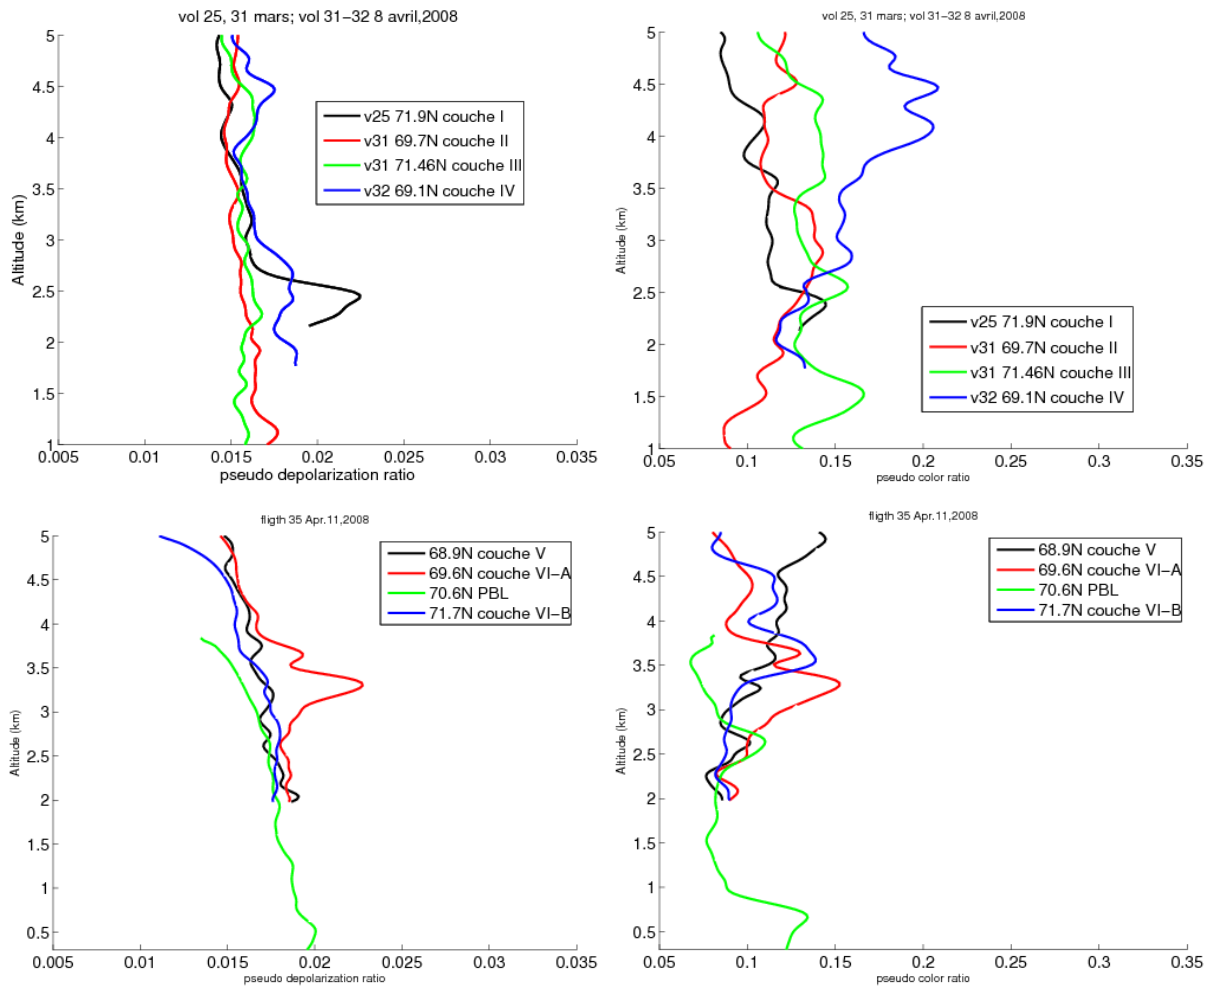 vol 25, 31 mars; vol 31-32 8 avril,2008
5
4.5
4
3.5
3
2.5
2
1.5
1
Altitude (km)
v25 71.9N couche I
v31 69.7N couche II
v31 71.46N couche III
v32 69.1N couche IV
0.005
0.01
0.015
0.02
0.025
0.03
0.035
pseudo depolarization ratio
vol 25, 31 mars; vol 31-32 8 avril,2008
5
4.5
4
3.5
3
2.5
2
1.5
1
Altitude (km)
v25 71.9N couche I
v31 69.7N couche II
v31 71.46N couche III
v32 69.1N couche IV
0.05
0.1
0.15
0.2
0.25
0.3
0.35
pseudo color ratio
fligth 35 Apr.11,2008
5
4.5
4
3.5
3
2.5
2
1.5
1
0.5
Altitude (km)
68.9N couche V
69.6N couche VI-A
70.6N PBL
71.7N couche VI-B
0.005
0.01
0.015
0.02
0.025
0.03
0.035
pseudo depolarization ratio
fligth 35 Apr.11,2008
5
4.5
4
3.5
3
2.5
2
1.5
1
0.5
Altitude (km)
68.9N couche V
69.6N couche VI-A
70.6N PBL
71.7N couche VI-B
0.05
0.1
0.15
0.2
0.25
0.3
0.35
pseudo color ratio